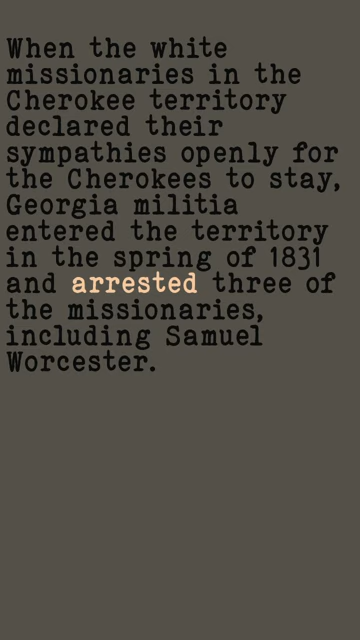 When the white
missionaries in the
Cherokee territory
declared their
sympathies openly for
the Cherokees to stay,
Georgia militia
entered the territory
in the spring of 1831
and arrested three of
the missionaries,
including Samuel
Worcester.